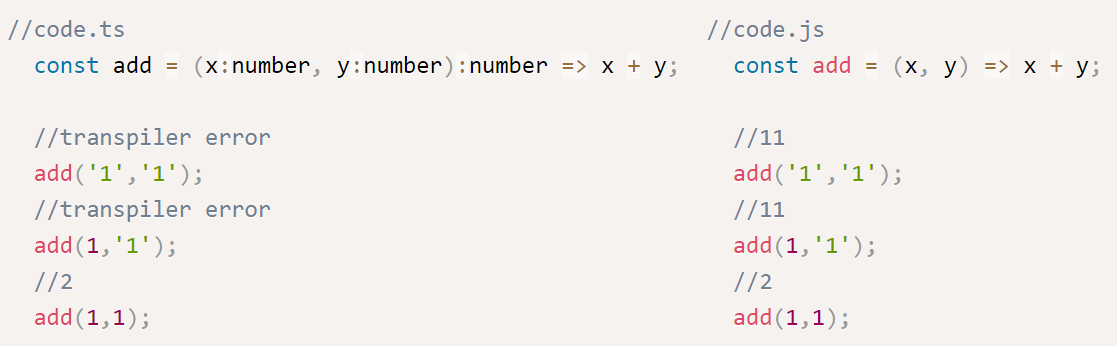 //code.ts
const add = (x:number, y:number):number => x + y;
//transpiler error
add('1','1');
//transpiler error
add(1,'1');
//2
add(1,1);
//code.js
const add = (x, y) => x + y;
//11
add('1','1');
//11
add(1,'1');
//2
add(1,1);